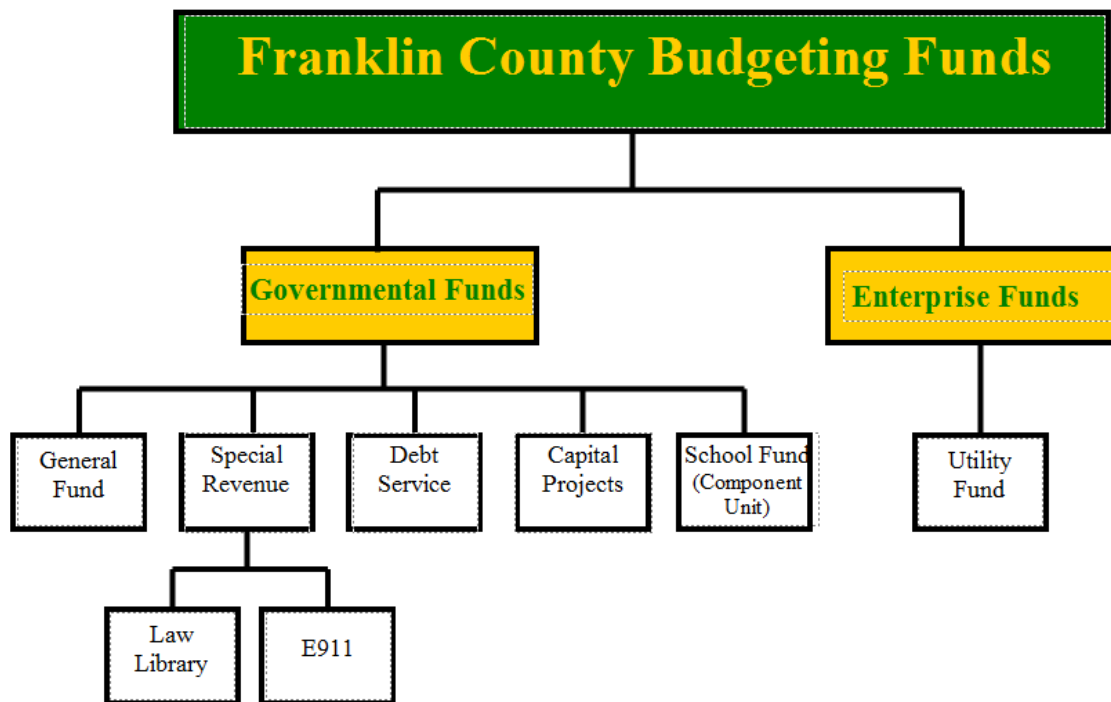 Franklin County Budgeting Funds
Governmental Funds
Enterprise Funds
General
Fund
Special
Revenue
Debt
Service
Capital
Projects
School Fund
(Component
Unit)
Utility
Fund
Law
Library
E911